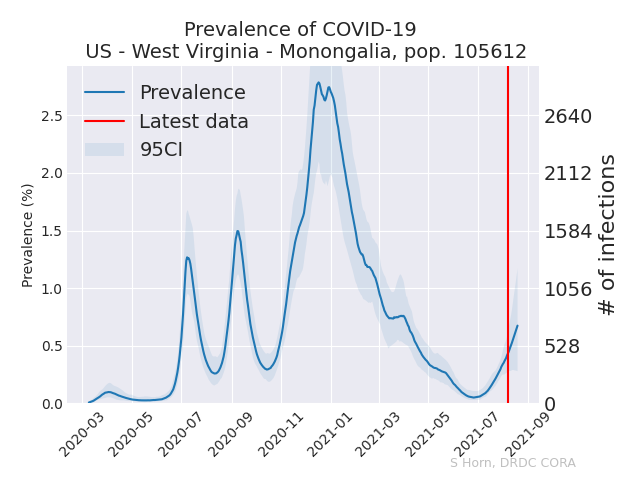 Prevalence of COVID-19
US - West Virginia - Monongalia, pop. 105612
Prevalence
Latest data
95CI
Prevalence (%)
2.5
2.0
1.5
1.0
0.5
0.0
2640
2112
1584
1056
528
0
# of infections
2020-03
2020-05
2020-07
2020-09
2020-11
2021-01
2021-03
2021-05
2021-07
2021-09
S Horn, DRDC CORA